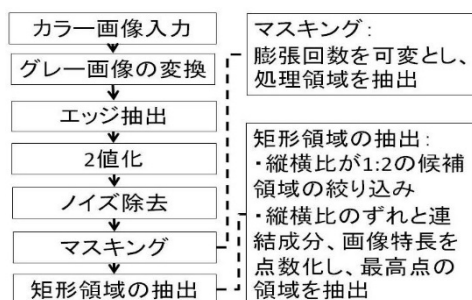 カラー画像入力
グレー画像の変換
エッジ抽出
2値化
ノイズ除去
マスキング
矩形領域の抽出
マスキング：
膨張回数を可変とし、
処理領域を抽出
矩形領域の抽出：
・縦横比が1:2の候補
領域の絞り込み
・縦横比のずれと連
結成分、画像特長を
点数化し、最高点の
領域を抽出